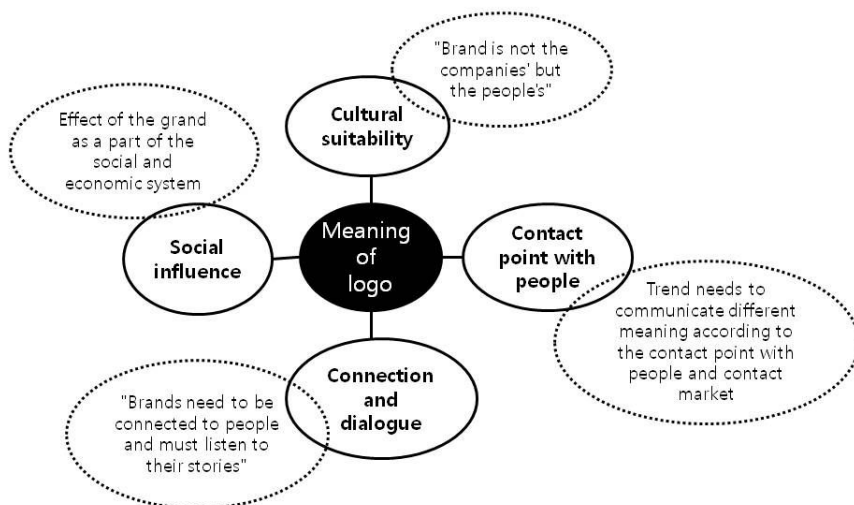 "Brand is not the
companies' but
the people's"
Cultural
suitability
Effect of the grand
as a part of the
social and
economic system
Social
influence
Meaning
of
logo
Contact
point with
people
Trend needs to
communicate different
meaning according to
the contact point with
people and contact
market
Connection
and
dialogue
"Brands need to be
connected to people
and must listen to
their stories"